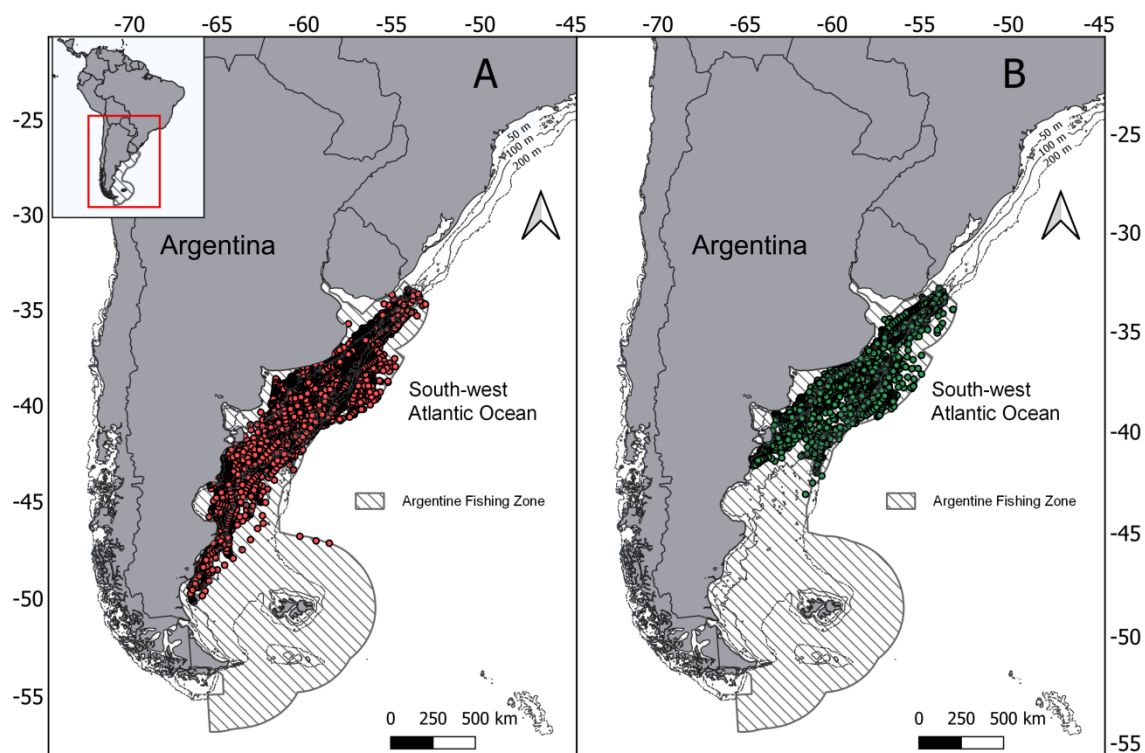 -70 -65 -60 -55 -50 -45
-70 -65 -60 -55 -50 -45
A
B
50 m
100 m
200 m
50 m
100 m
200 m
-25
-25
-30
-30
Argentina
Argentina
-35
-35
South-west
Atlantic Ocean
South-west
Atlantic Ocean
-40
-40
-45
-45
Argentine Fishing Zone
Argentine Fishing Zone
-50
-50
-55
-55
0 250 500 km
0 250 500 km